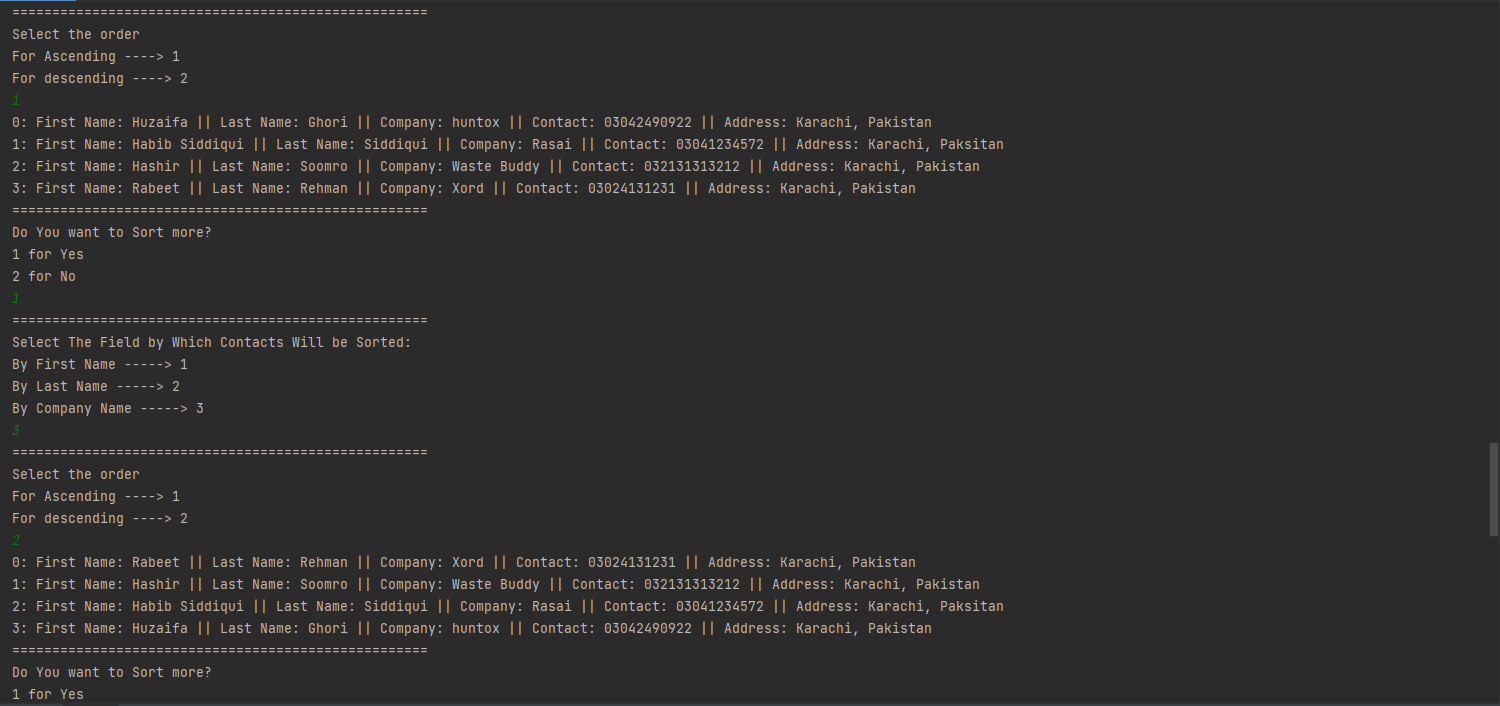 ====================================================
Select the order
For Ascending ----> 1
For descending ----> 2
1
0: First Name: Huzaifa || Last Name: Ghori || Company: huntox || Contact: 03042490922 || Address: Karachi, Pakistan
1: First Name: Habib Siddiqui || Last Name: Siddiqui || Company: Rasai || Contact: 03041234572 || Address: Karachi, Paksitan
2: First Name: Hashir || Last Name: Soomro || Company: Waste Buddy || Contact: 032131313212 || Address: Karachi, Pakistan
3: First Name: Rabeet || Last Name: Rehman || Company: Xord || Contact: 03024131231 || Address: Karachi, Pakistan
====================================================
Do You want to Sort more?
1 for Yes
2 for No
1
====================================================
Select The Field by Which Contacts Will be Sorted:
By First Name -----> 1
By Last Name -----> 2
By Company Name -----> 3
3
====================================================
Select the order
For Ascending ----> 1
For descending ----> 2
2
0: First Name: Rabeet || Last Name: Rehman || Company: Xord || Contact: 03024131231 || Address: Karachi, Pakistan
1: First Name: Hashir || Last Name: Soomro || Company: Waste Buddy || Contact: 032131313212 || Address: Karachi, Pakistan
2: First Name: Habib Siddiqui || Last Name: Siddiqui || Company: Rasai || Contact: 03041234572 || Address: Karachi, Paksitan
3: First Name: Huzaifa || Last Name: Ghori || Company: huntox || Contact: 03042490922 || Address: Karachi, Pakistan
====================================================
Do You want to Sort more?
1 for Yes